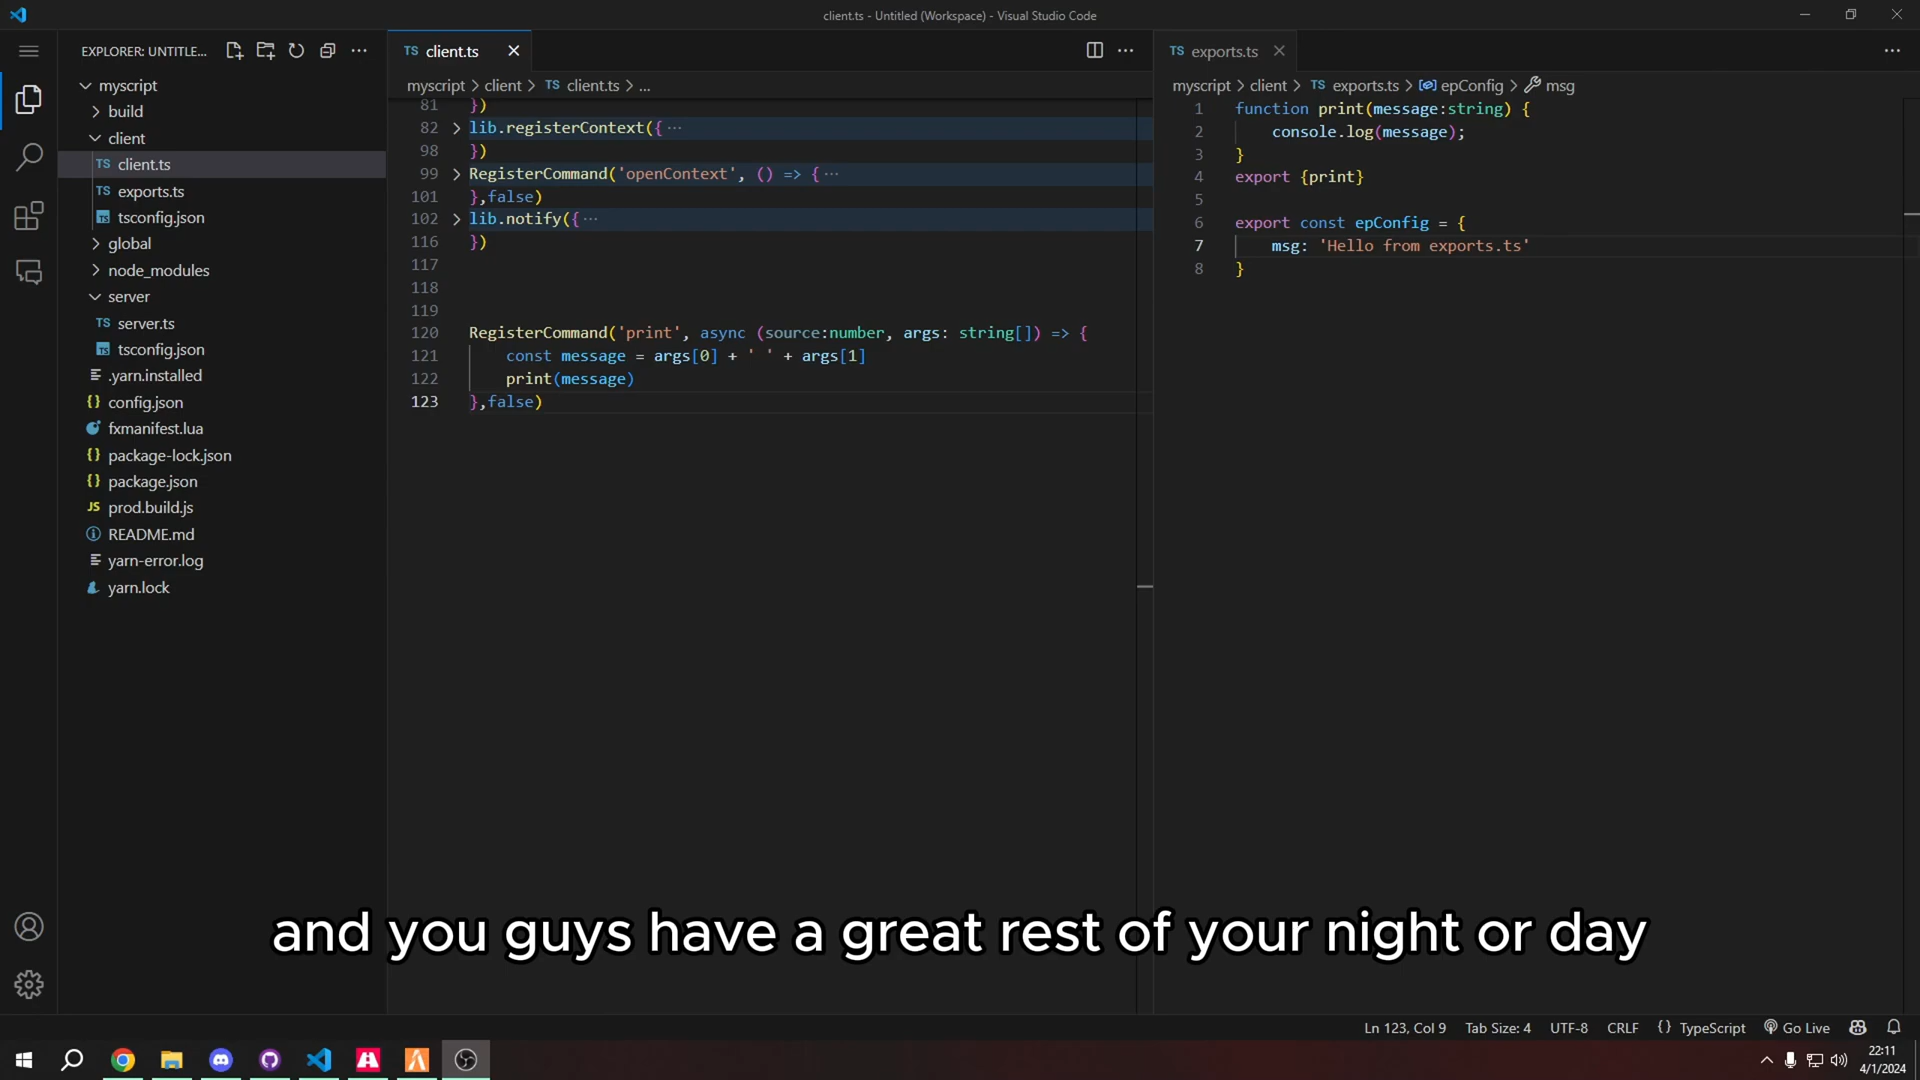 client.ts - Untitled (Workspace) - Visual Studio Code
EXPLORER: UNTITLE...
myscript
build
client
TS client.ts
TS exports.ts
TS tsconfig.json
global
node_modules
server
TS server.ts
TS tsconfig.json
.yarn.installed
{} config.json
fxmanifest.lua
{} package-lock.json
{} package.json
JS prod.build.js
README.md
yarn-error.log
yarn.lock
TS client.ts
myscript > client > TS client.ts > ...
81 })
82 > lib.registerContext({ ···
98 })
99 > RegisterCommand('openContext', () => { ···
101 },false)
102 > lib.notify({ ···
116 })
117
118
119
120 RegisterCommand('print', async (source:number, args: string[]) => {
121 const message = args[0] + ' ' + args[1]
122 print(message)
123 },false)
TS exports.ts
myscript > client > TS exports.ts > epConfig > msg
1 function print(message:string) {
2 console.log(message);
3 }
4 export {print}
5
6 export const epConfig = {
7 msg: 'Hello from exports.ts'
8 }
and you guys have a great rest of your night or day
Ln 123, Col 9 Tab Size: 4 UTF-8 CRLF {} TypeScript Go Live
22:11
4/1/2024